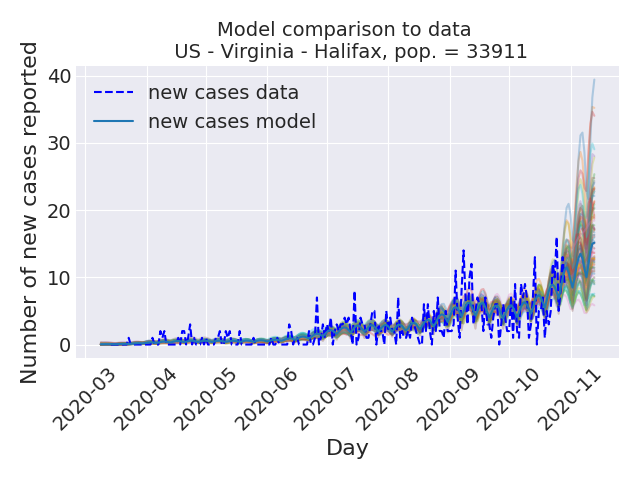 Model comparison to data
US - Virginia - Halifax, pop. = 33911
Number of new cases reported
40
30
20
10
0
new cases data
new cases model
2020-03
2020-04
2020-05
2020-06
2020-07
2020-08
2020-09
2020-10
2020-11
Day